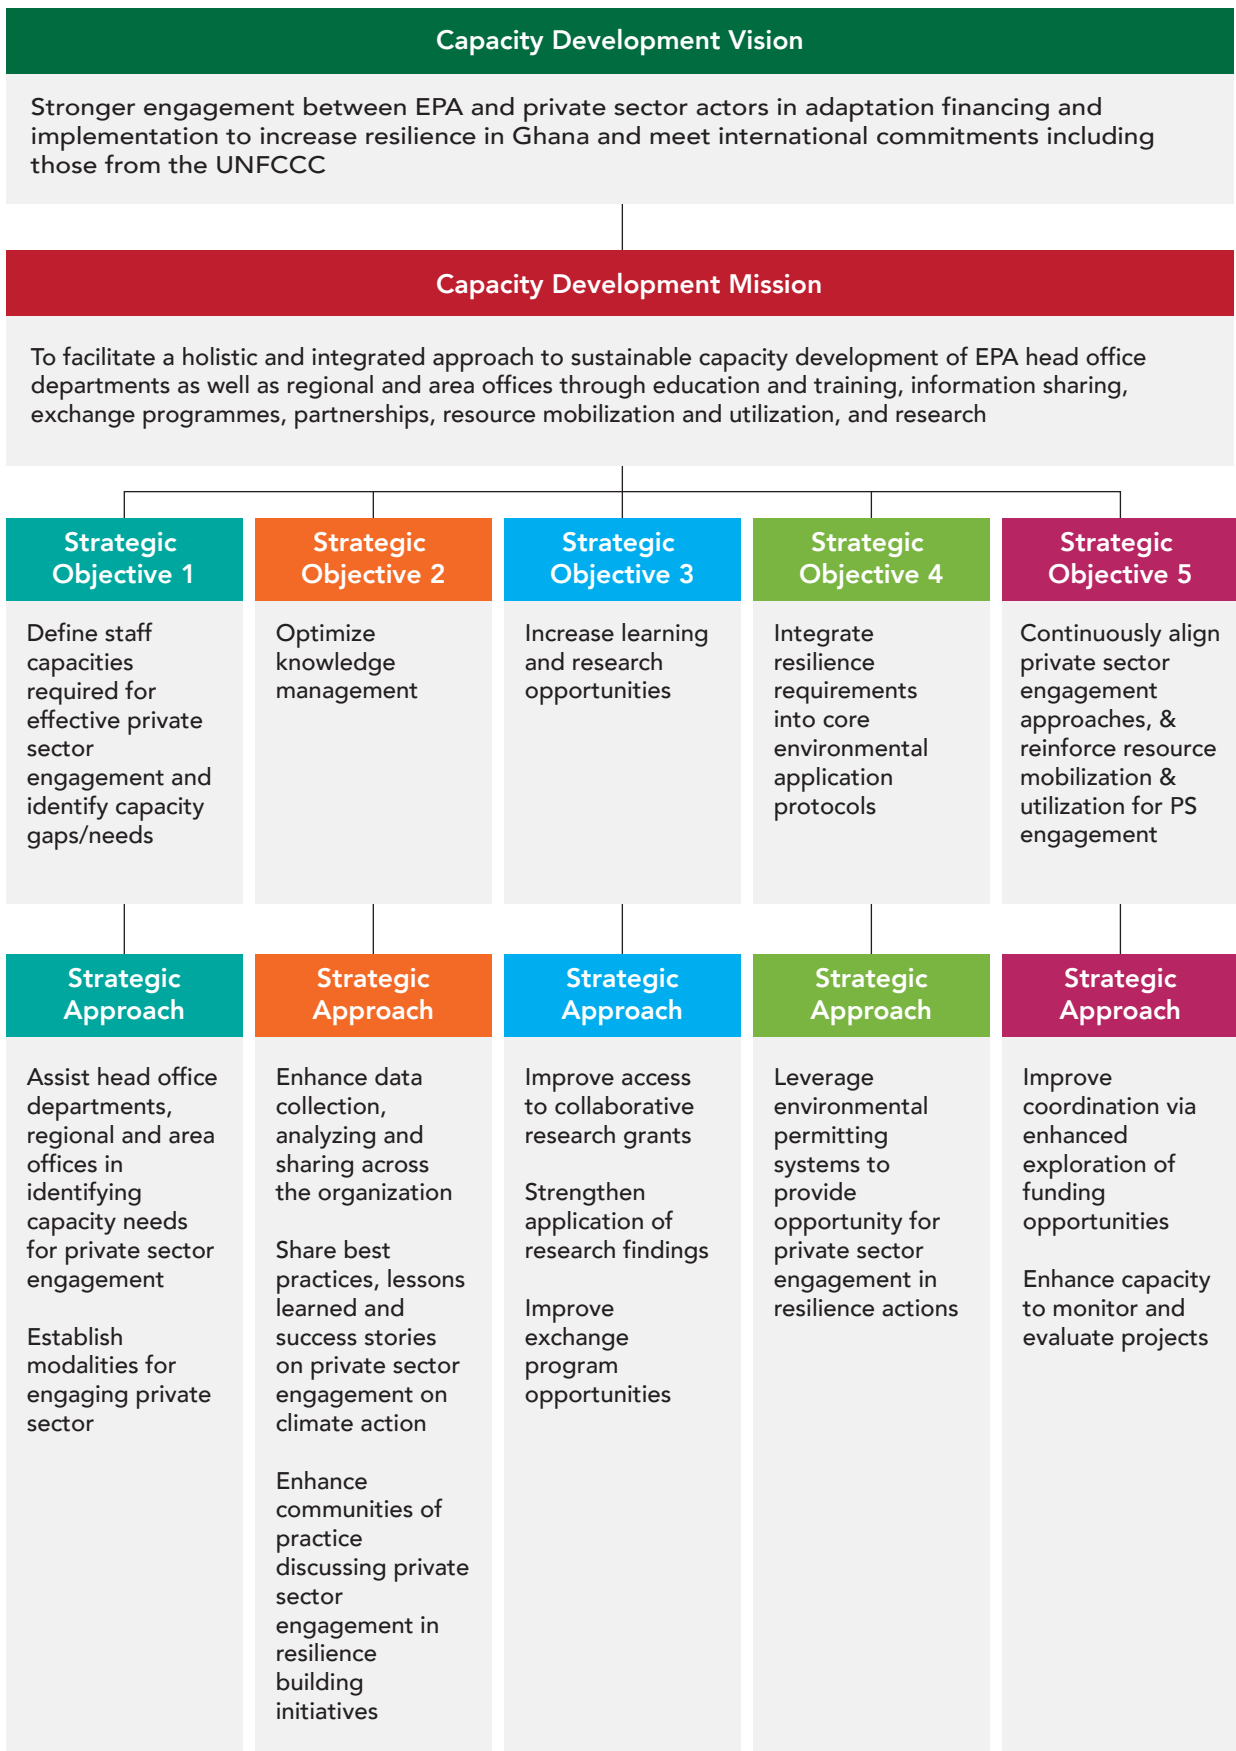 Capacity Development Vision
Stronger engagement between EPA and private sector actors in adaptation financing and
implementation to increase resilience in Ghana and meet international commitments including
those from the UNFCCC
Capacity Development Mission
To facilitate a holistic and integrated approach to sustainable capacity development of EPA head office
departments as well as regional and area offices through education and training, information sharing,
exchange programmes, partnerships, resource mobilization and utilization, and research
Strategic
Objective 1
Define staff
capacities
required for
effective private
sector
engagement and
identify capacity
gaps/needs
Strategic
Approach
Assist head office
departments,
regional and area
offices in
identifying
capacity needs
for private sector
engagement
Establish
modalities for
engaging private
sector
Strategic
Objective 2
Optimize
knowledge
management
Strategic
Approach
Enhance data
collection,
analyzing and
sharing across
the organization
Share best
practices, lessons
learned and
success stories
on private sector
engagement on
climate action
Enhance
communities of
practice
discussing private
sector
engagement in
resilience
building
initiatives
Strategic
Objective 3
Increase learning
and research
opportunities
Strategic
Approach
Improve access
to collaborative
research grants
Strengthen
application of
research findings
Improve
exchange
program
opportunities
Strategic
Objective 4
Integrate
resilience
requirements
into core
environmental
application
protocols
Strategic
Approach
Leverage
environmental
permitting
systems to
provide
opportunity for
private sector
engagement in
resilience actions
Strategic
Objective 5
Continuously align
private sector
engagement
approaches, &
reinforce resource
mobilization &
utilization for PS
engagement
Strategic
Approach
Improve
coordination via
enhanced
exploration of
funding
opportunities
Enhance capacity
to monitor and
evaluate projects